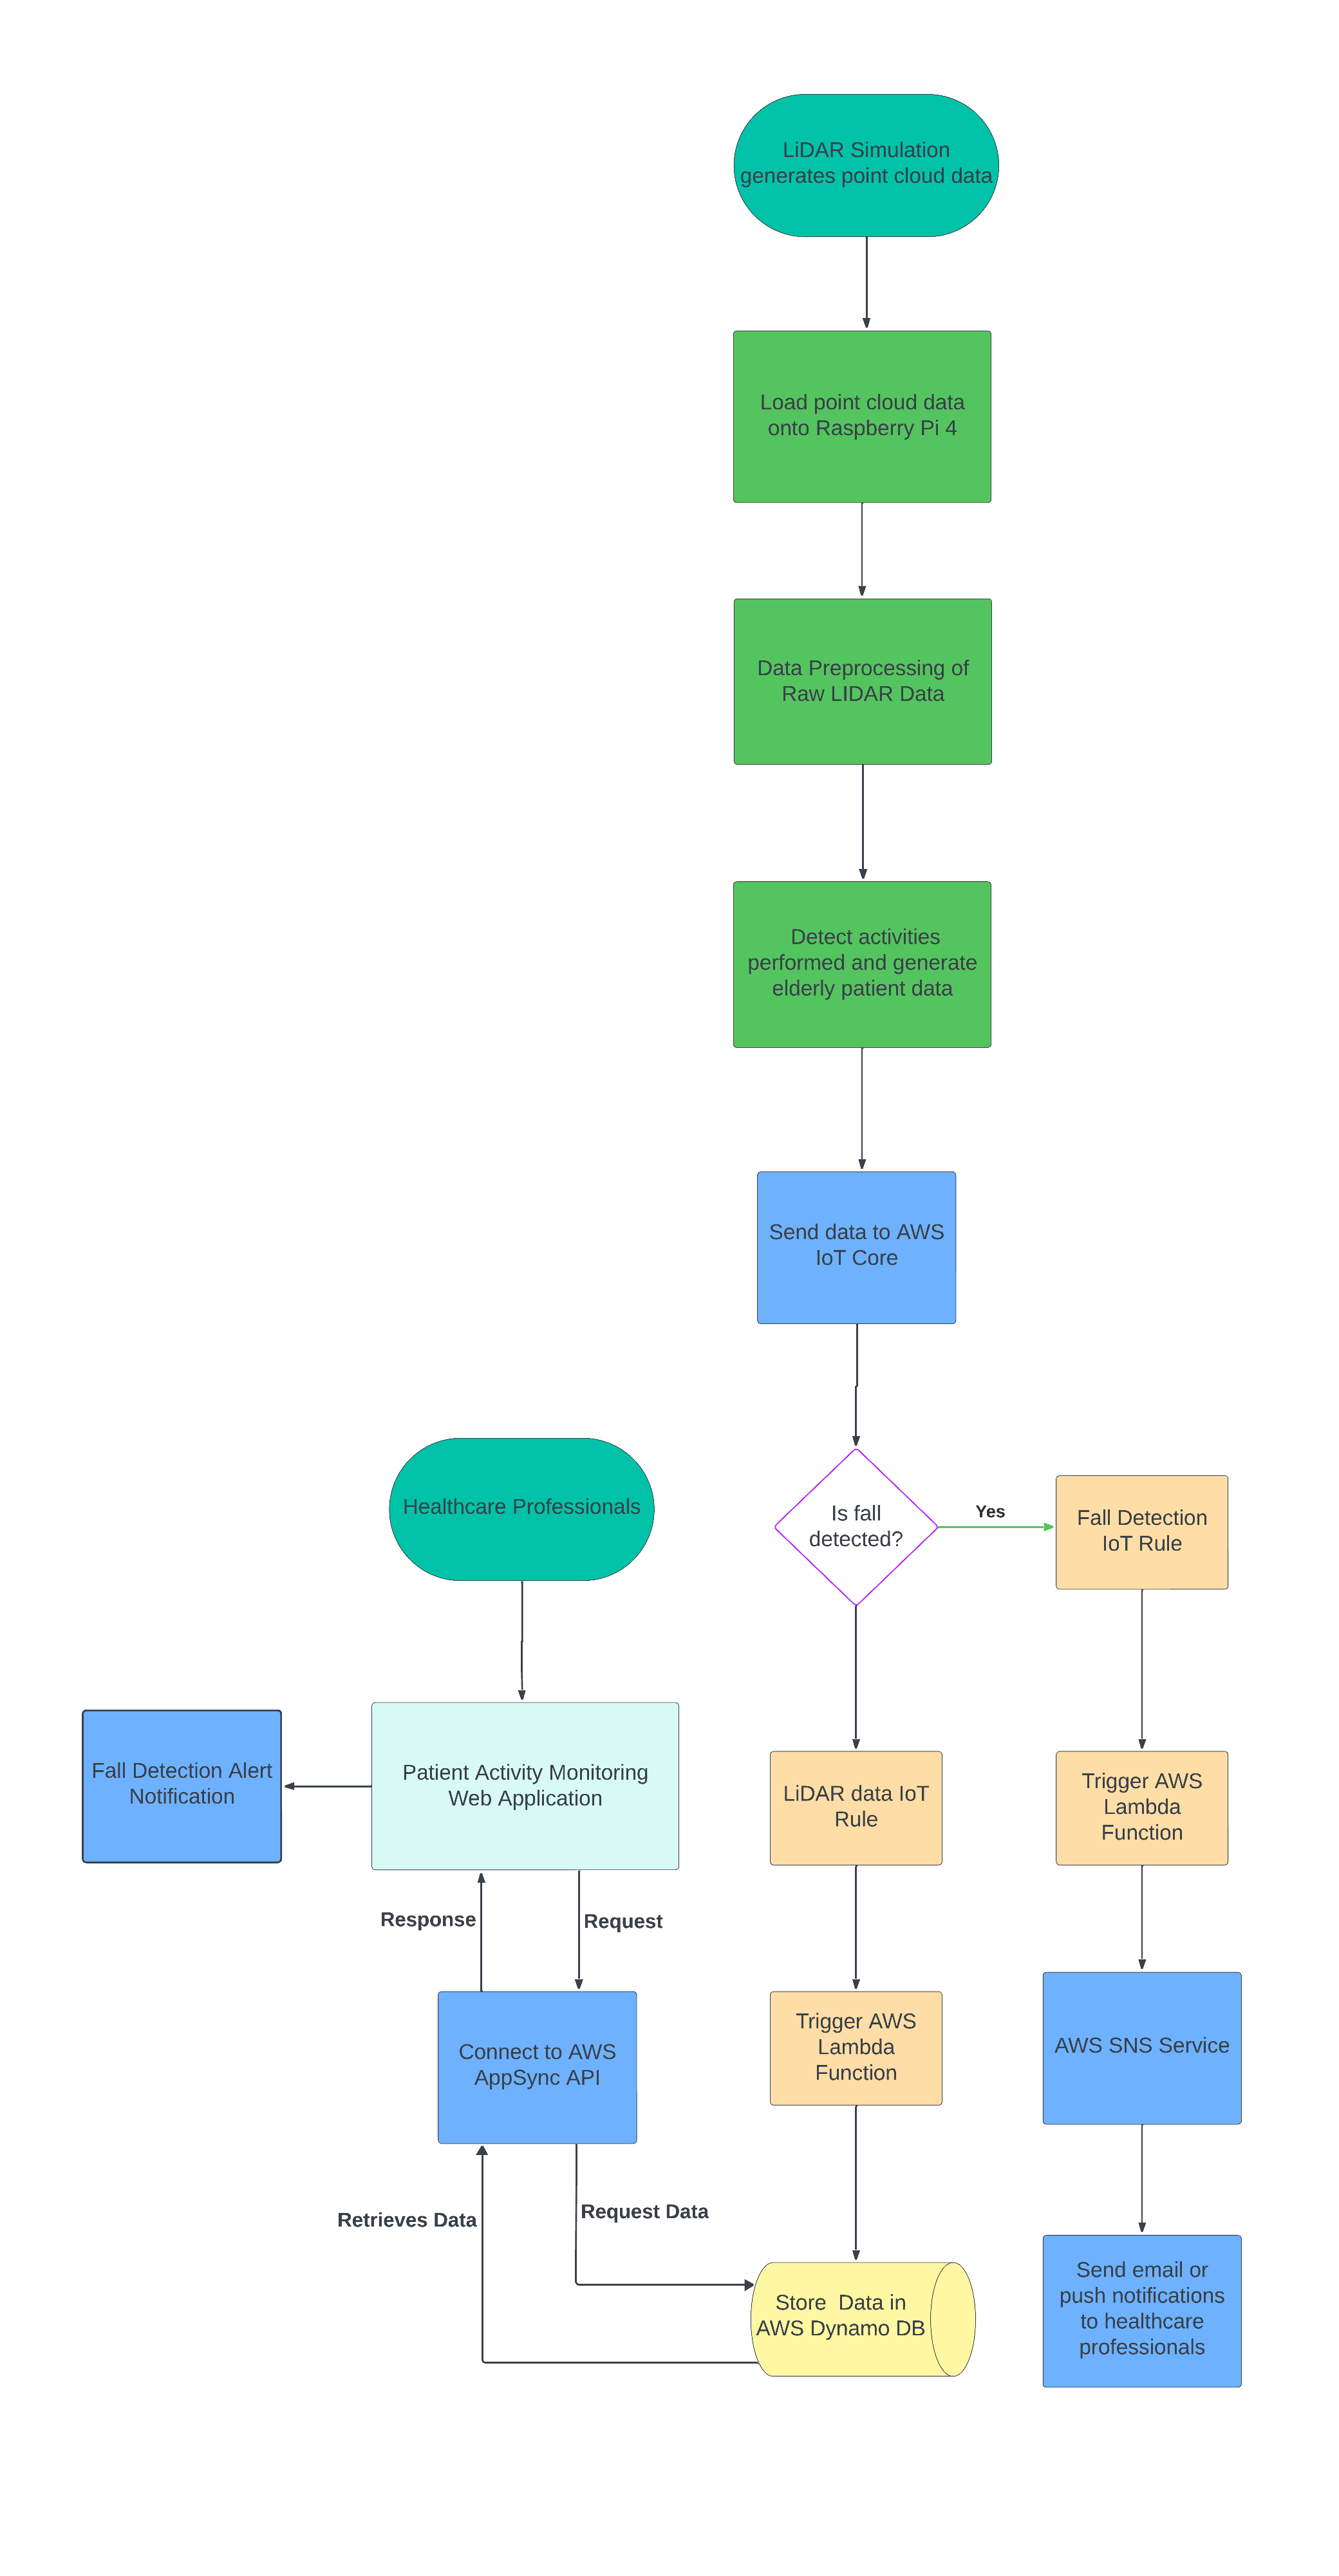 LiDAR Simulation
generates point cloud data
Load point cloud data
onto Raspberry Pi 4
Data Preprocessing of
Raw LIDAR Data
Detect activities
performed and generate
elderly patient data
Send data to AWS
IoT Core
Is fall
detected?
Yes
Fall Detection
IoT Rule
Healthcare Professionals
Fall Detection Alert
Notification
Patient Activity Monitoring
Web Application
LiDAR data IoT
Rule
Trigger AWS
Lambda
Function
Response
Request
Connect to AWS
AppSync API
Trigger AWS
Lambda
Function
AWS SNS Service
Retrieves Data
Request Data
Store  Data in
AWS Dynamo DB
Send email or
push notifications
to healthcare
professionals